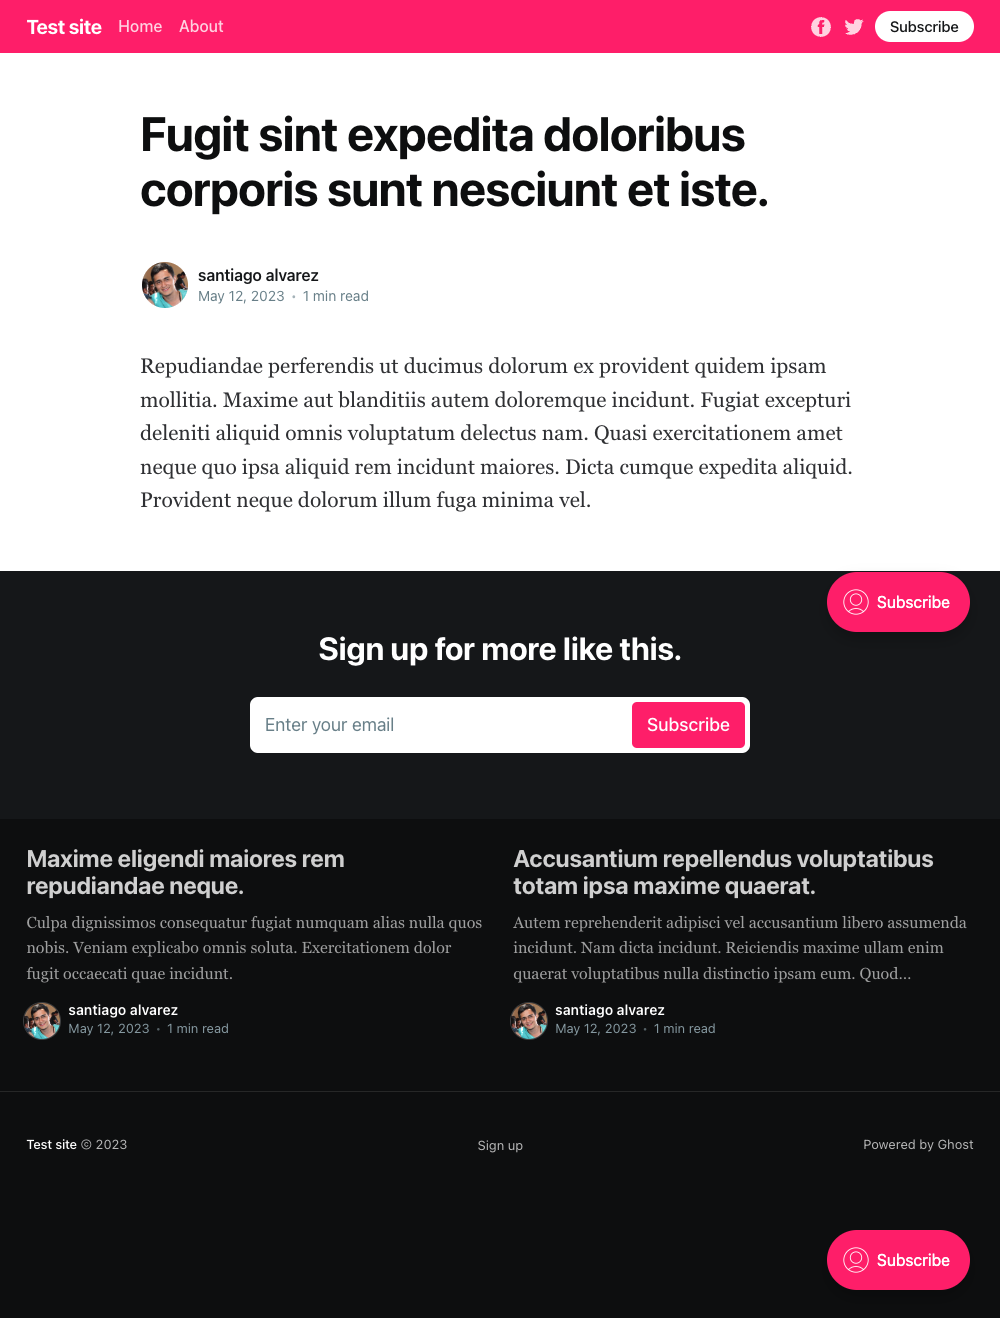 Test site Home About Subscribe
Fugit sint expedita doloribus
corporis sunt nesciunt et iste.
santiago alvarez
May 12, 2023 • 1 min read
Repudiandae perferendis ut ducimus dolorum ex provident quidem ipsam
mollitia. Maxime aut blanditiis autem doloremque incidunt. Fugiat excepturi
deleniti aliquid omnis voluptatum delectus nam. Quasi exercitationem amet
neque quo ipsa aliquid rem incidunt maiores. Dicta cumque expedita aliquid.
Provident neque dolorum illum fuga minima vel.
Subscribe
Sign up for more like this.
Enter your email Subscribe
Maxime eligendi maiores rem
repudiandae neque.
Culpa dignissimos consequatur fugiat numquam alias nulla quos
nobis. Veniam explicabo omnis soluta. Exercitationem dolor
fugit occaecati quae incidunt.
santiago alvarez
May 12, 2023 • 1 min read
Accusantium repellendus voluptatibus
totam ipsa maxime quaerat.
Autem reprehenderit adipisci vel accusantium libero assumenda
incidunt. Nam dicta incidunt. Reiciendis maxime ullam enim
quaerat voluptatibus nulla distinctio ipsam eum. Quod...
santiago alvarez
May 12, 2023 • 1 min read
Test site © 2023
Sign up
Powered by Ghost
Subscribe